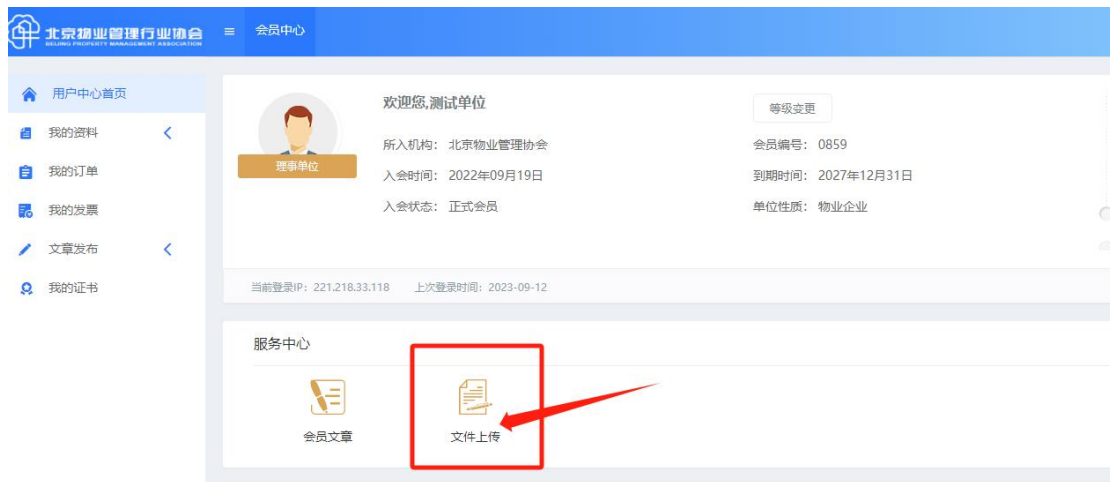 北京物业管理行业协会
BEIJING PROPERTY MANAGEMENT ASSOCIATION
会员中心
用户中心首页
我的资料
我的订单
我的发票
文章发布
我的证书
理事单位
欢迎您,测试单位
等级变更
所入机构： 北京物业管理协会
会员编号： 0859
入会时间： 2022年09月19日
到期时间： 2027年12月31日
入会状态： 正式会员
单位性质： 物业企业
当前登录IP：221.218.33.118 上次登录时间：2023-09-12
服务中心
会员文章
文件上传